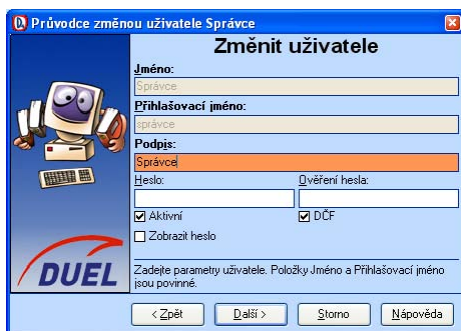 Průvodce změnou uživatele Správce
Změnit uživatele
Jméno:
Správce
Přihlašovací jméno:
správce
Podpis:
Správce
Heslo: Ověření hesla:
Aktivní DČF
Zobrazit heslo
DUEL
Zadejte parametry uživatele. Položky Jméno a Přihlašovací jméno
jsou povinné.
< Zpět Další > Storno Nápověda